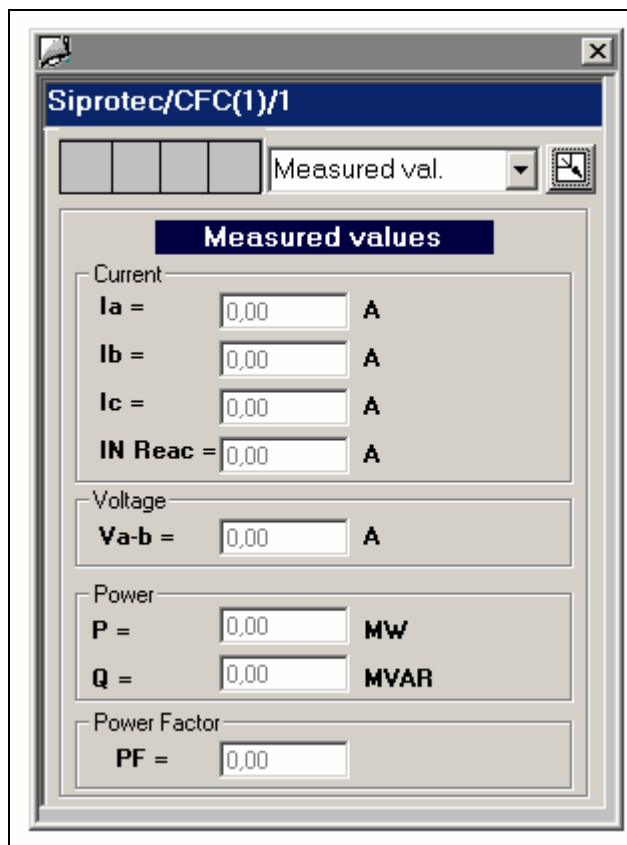 Siprotec/CFC(1)/1
Measured val.
Measured values
Current
Ia = 0,00 A
Ib = 0,00 A
Ic = 0,00 A
IN Reac = 0,00 A
Voltage
Va-b = 0,00 A
Power
P = 0,00 MW
Q = 0,00 MVAR
Power Factor
PF = 0,00